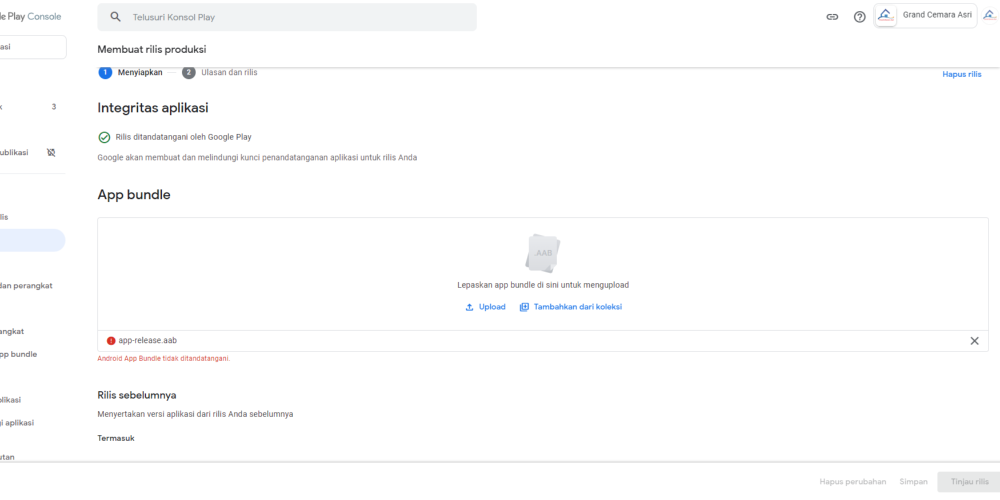 le Play Console
Telusuri Konsol Play
Grand Cemara Asri
asi
Membuat rilis produksi
1 Menyiapkan
2 Ulasan dan rilis
Hapus rilis
k 3
Integritas aplikasi
Rilis ditandatangani oleh Google Play
ublikasi
Google akan membuat dan melindungi kunci penandatanganan aplikasi untuk rilis Anda
App bundle
lis
.AAB
Lepaskan app bundle di sini untuk mengupload
dan perangkat
Upload
Tambahkan dari koleksi
angkat
app-release.aab
pp bundle
Android App Bundle tidak ditandatangani.
Rilis sebelumnya
plikasi
Menyertakan versi aplikasi dari rilis Anda sebelumnya
i aplikasi
Termasuk
utan
Hapus perubahan
Simpan
Tinjau rilis